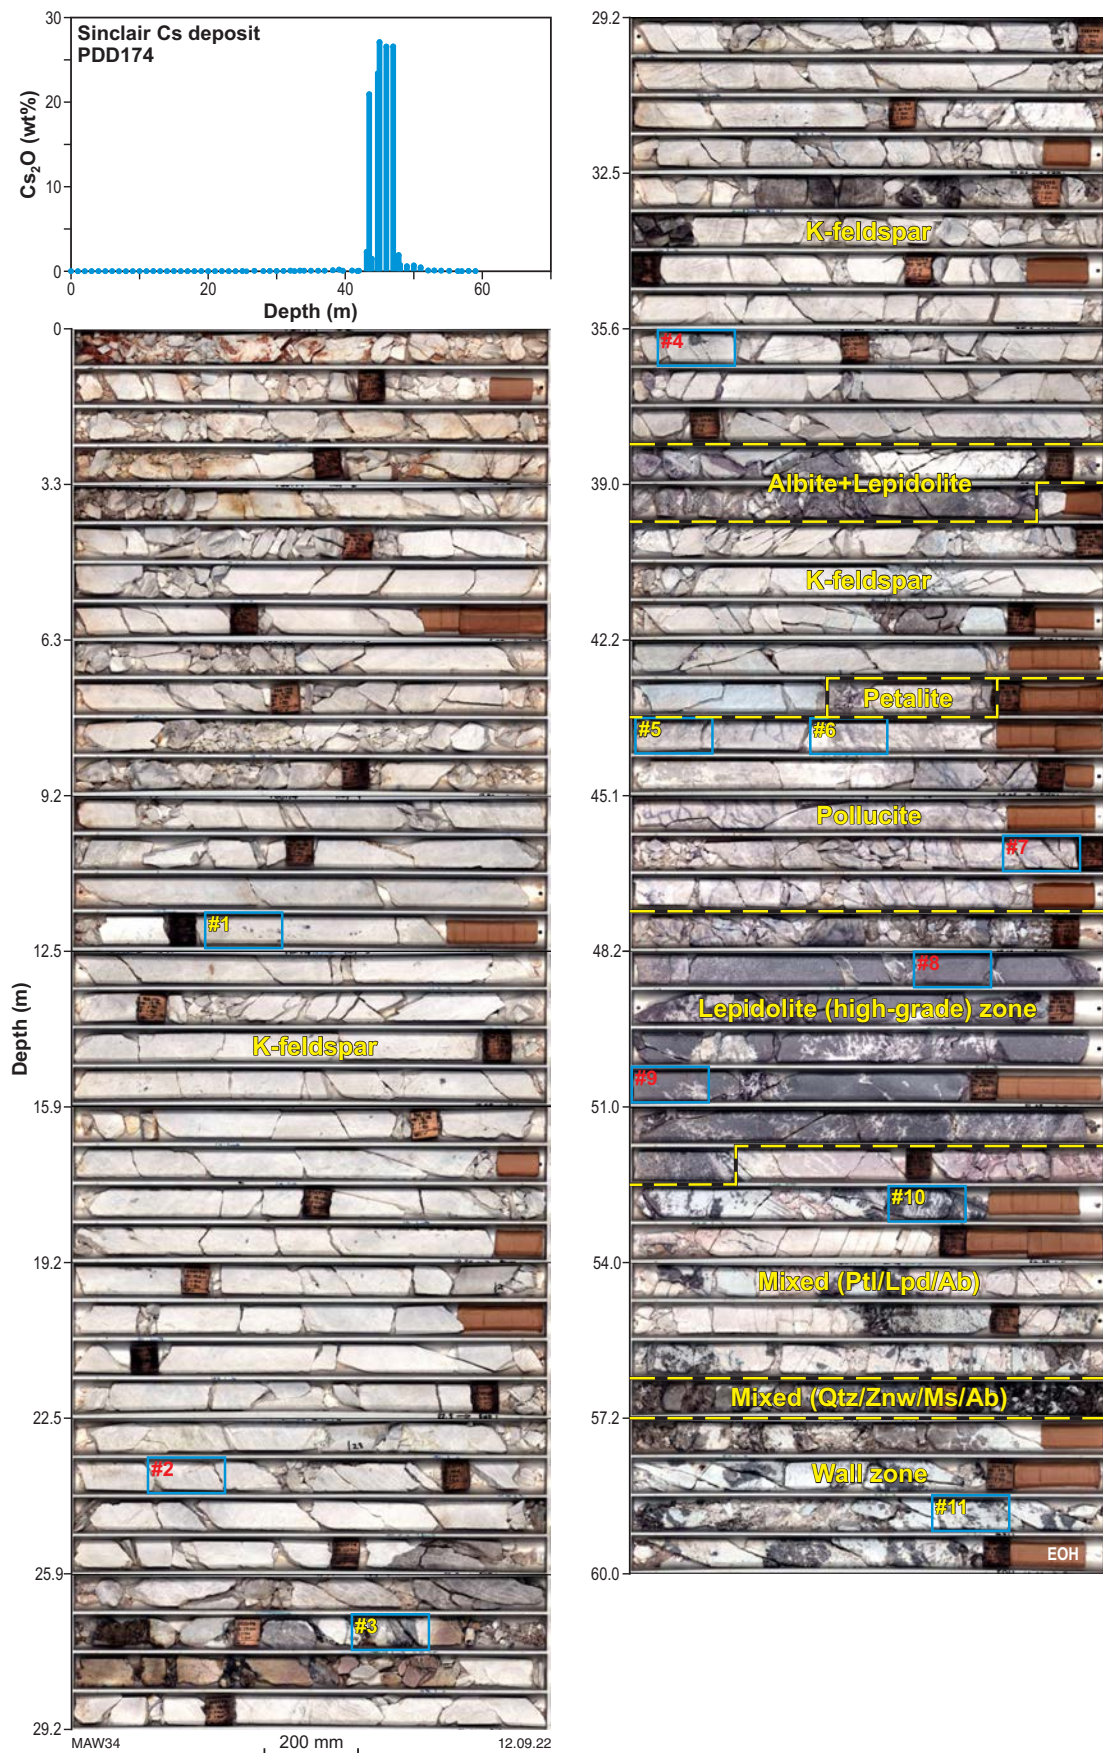 Sinclair Cs deposit
PDD174
30
20
10
0
Cs₂O (wt%)
0
20
40
60
Depth (m)
Depth (m)
0
3.3
6.3
9.2
#1
12.5
K-feldspar
15.9
19.2
22.5
#2
25.9
#3
29.2
MAW34
200 mm
12.09.22
29.2
32.5
K-feldspar
35.6
#4
39.0
Albite+Lepidolite
K-feldspar
42.2
Petalite
#5
#6
45.1
Pollucite
#7
48.2
#8
Lepidolite (high-grade) zone
#9
51.0
#10
54.0
Mixed (Ptl/Lpd/Ab)
Mixed (Qtz/Znw/Ms/Ab)
57.2
Wall zone
#11
EOH
60.0